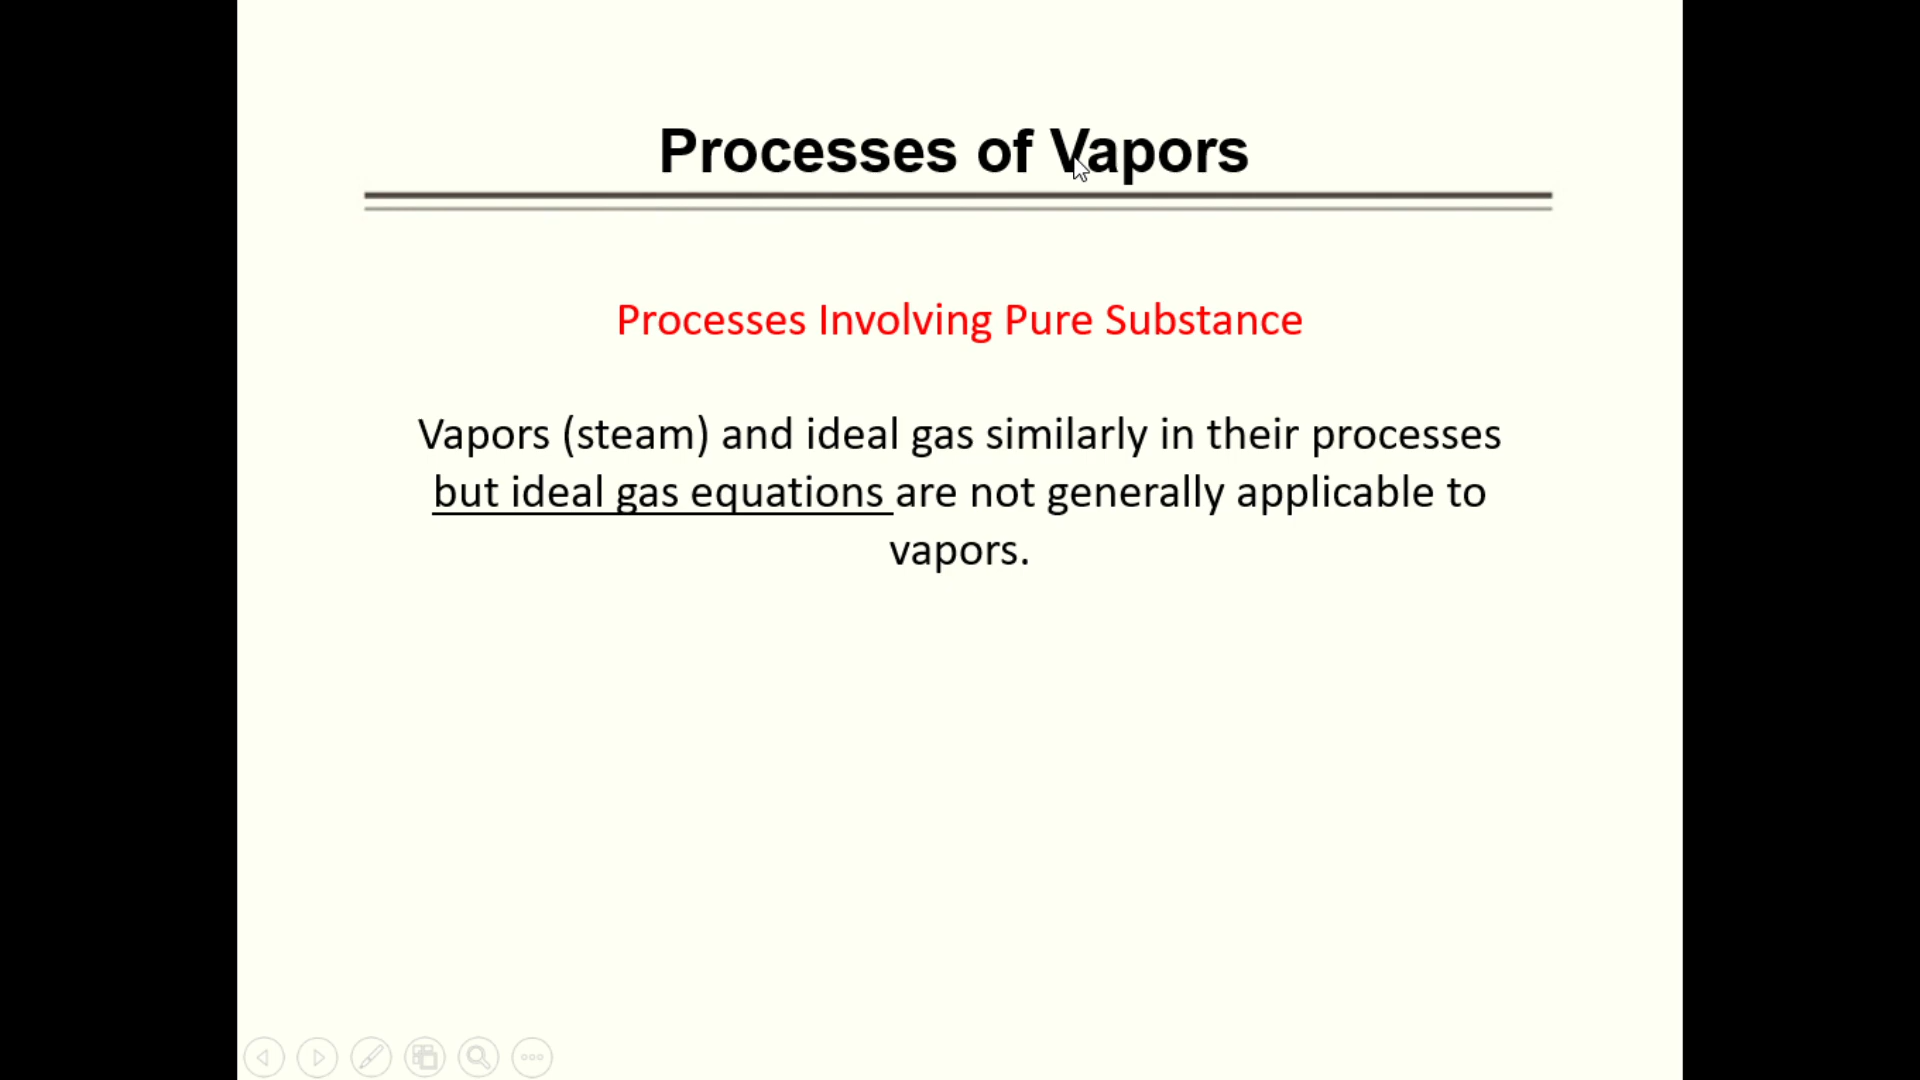 Processes of Vapors
Processes Involving Pure Substance
Vapors (steam) and ideal gas similarly in their processes
but ideal gas equations are not generally applicable to
vapors.